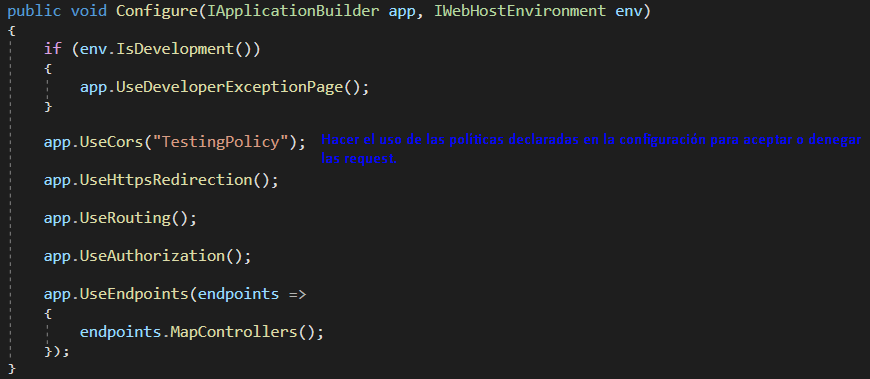 public void Configure(IApplicationBuilder app, IWebHostEnvironment env)
{
if (env.IsDevelopment())
{
app.UseDeveloperExceptionPage();
}
app.UseCors("TestingPolicy"); Hacer el uso de las politicas declaradas en la configuración para aceptar o denegar
las request.
app.UseHttpsRedirection();
app.UseRouting();
app.UseAuthorization();
app.UseEndpoints(endpoints =>
{
endpoints.MapControllers();
});
}